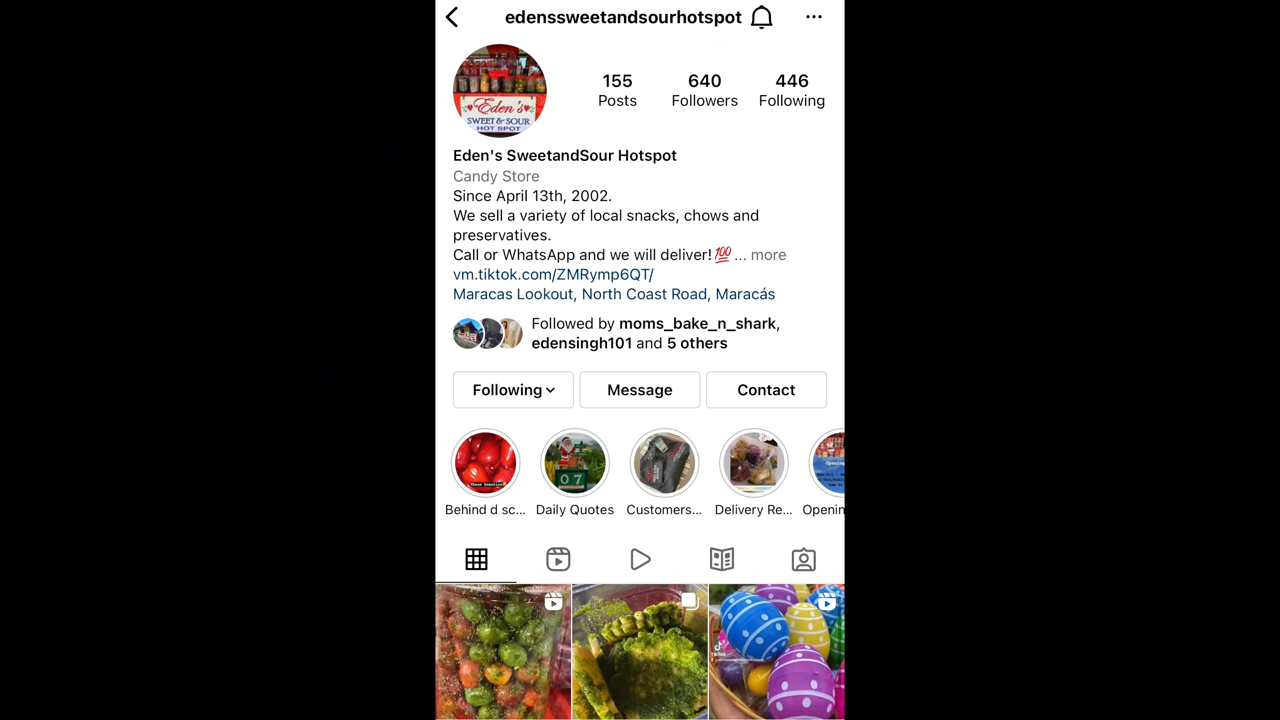 edenssweetandsourhotspot
Eden's
SWEET & SOUR
HOT SPOT
155
640
446
Posts
Followers
Following
Eden's SweetandSour Hotspot
Candy Store
Since April 13th, 2002.
We sell a variety of local snacks, chows and
preservatives.
Call or WhatsApp and we will deliver!💯 ... more
vm.tiktok.com/ZMRymp6QT/
Maracas Lookout, North Coast Road, Maracás
Followed by moms_bake_n_shark,
edensingh101 and 5 others
Following
Message
Contact
07
Behind d sc...
Daily Quotes
Customers...
Delivery Re...
Openin